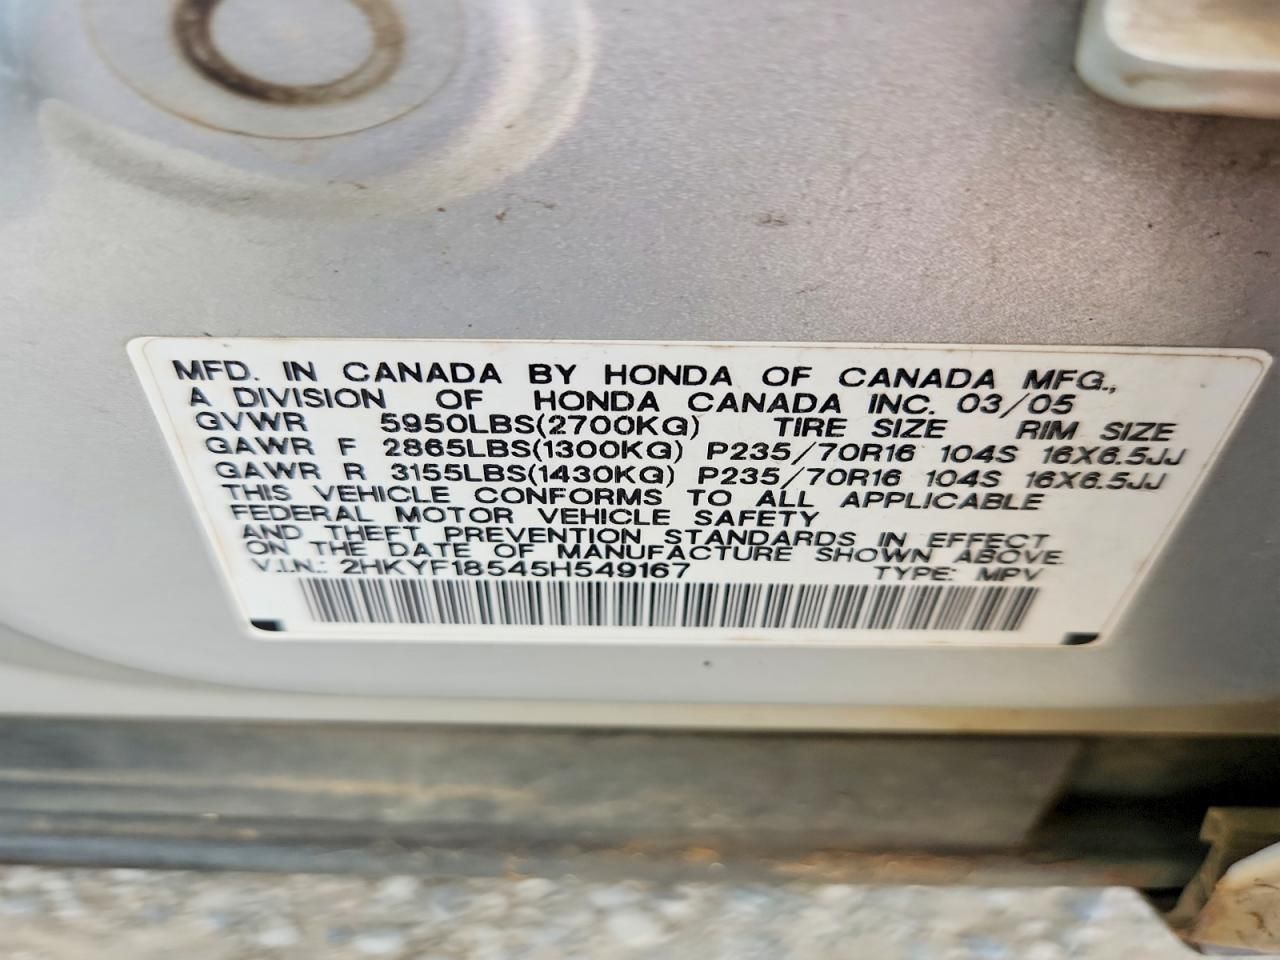 MFD. IN CANADA BY HONDA OF CANADA MFG.,
A DIVISION OF HONDA CANADA INC. 03/05
GVWR 5950LBS(2700KG) TIRE SIZE RIM SIZE
GAWR F 2865LBS(1300KG) P235/70R16 104S 16X6.5JJ
GAWR R 3155LBS(1430KG) P235/70R16 104S 16X6.5JJ
THIS VEHICLE CONFORMS TO ALL APPLICABLE
FEDERAL MOTOR VEHICLE SAFETY
AND THEFT PREVENTION STANDARDS IN EFFECT
ON THE DATE OF MANUFACTURE SHOWN ABOVE.
V.I.N.: 2HKYF18545H549167 TYPE: MPV